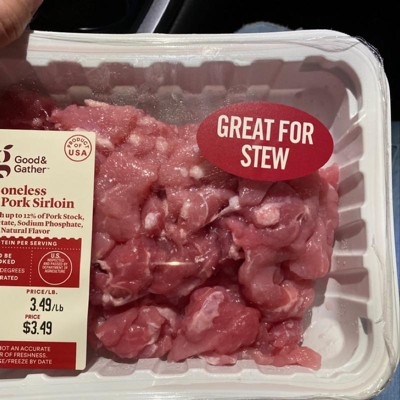 GREAT FOR
STEW
g
Good&
Gather™
PRODUCT OF
USA
oneless
Pork Sirloin
h up to 12% of Pork Stock,
tate, Sodium Phosphate,
Natural Flavor
TEIN PER SERVING
D BE
OKED
DEGREES
RATED
U.S.
INSPECTED
AND PASSED BY
DEPARTMENT OF
AGRICULTURE
PRICE/LB.
3.49/Lb
PRICE
$3.49
NOT AN ACCURATE
R OF FRESHNESS.
SE/FREEZE BY DATE